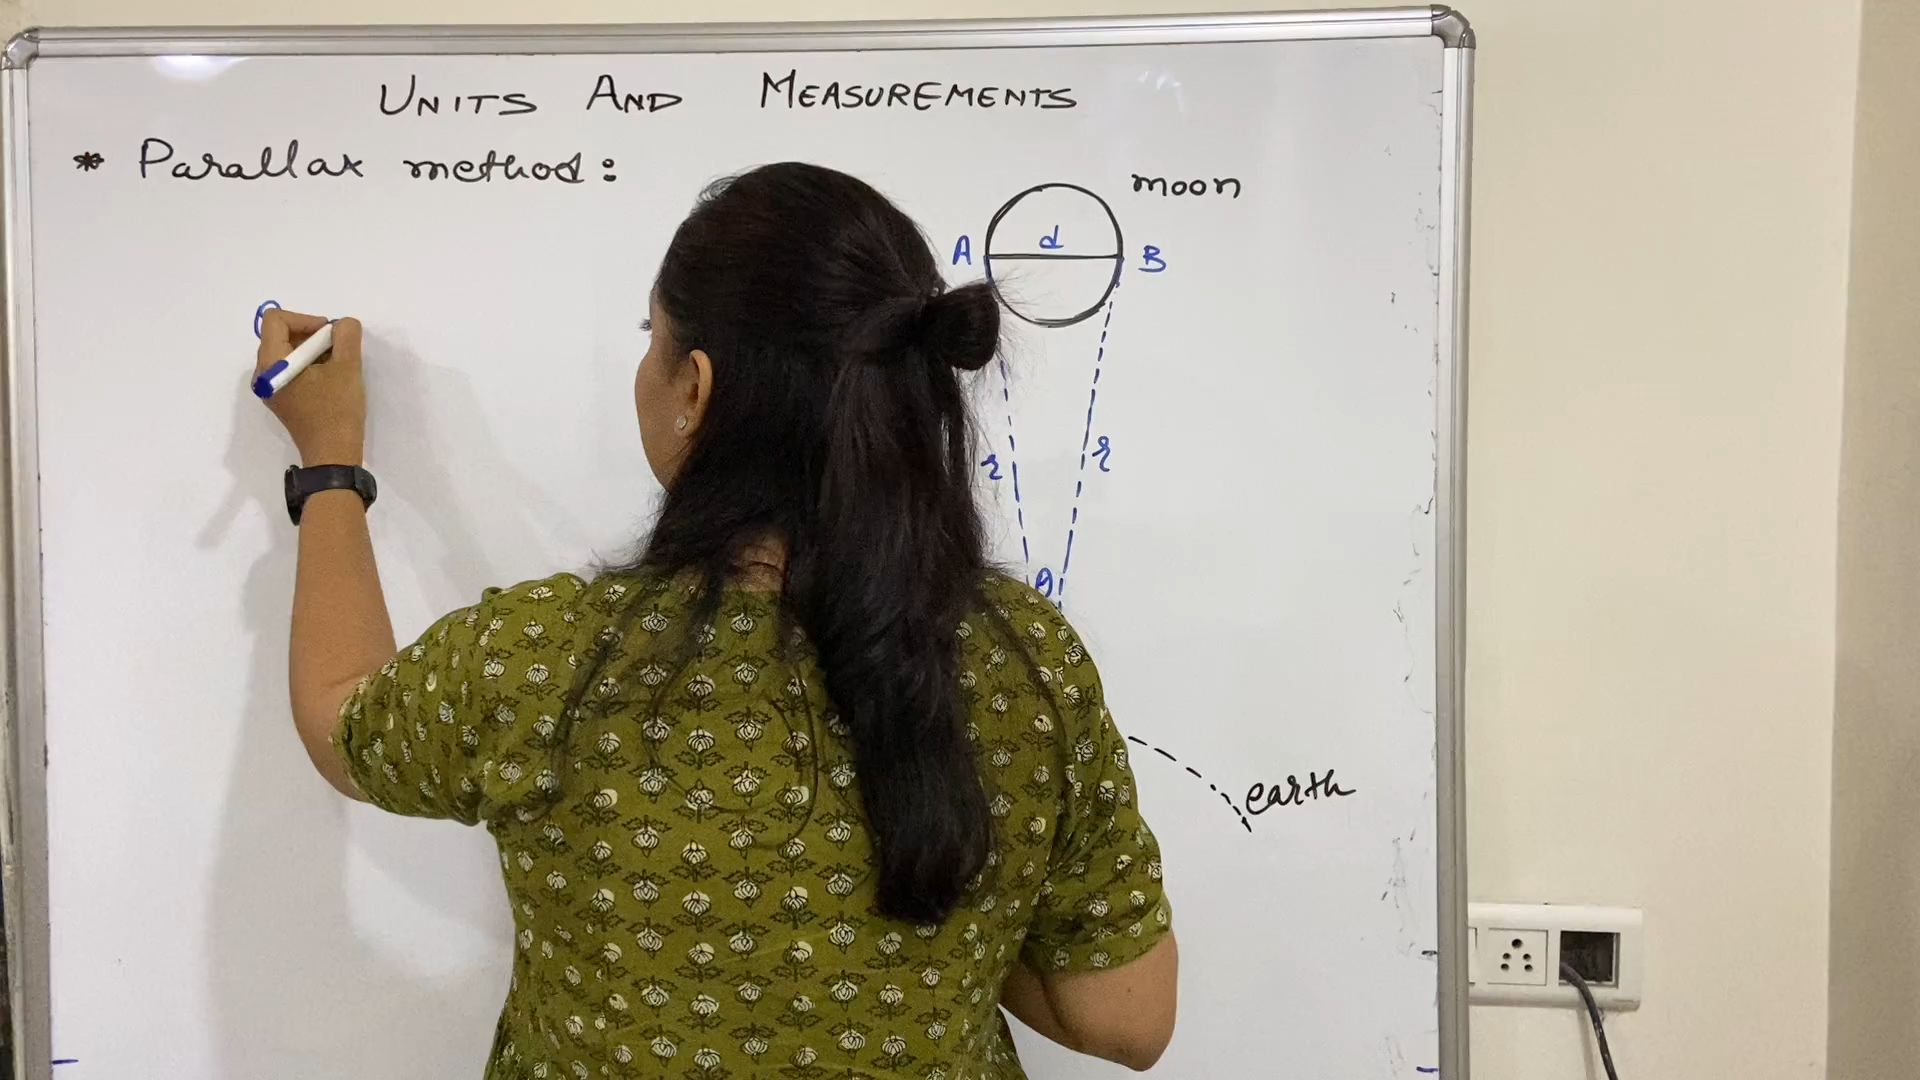 UNITS AND MEASUREMENTS
* Parallax method:
moon
A d B
r r
θ
earth